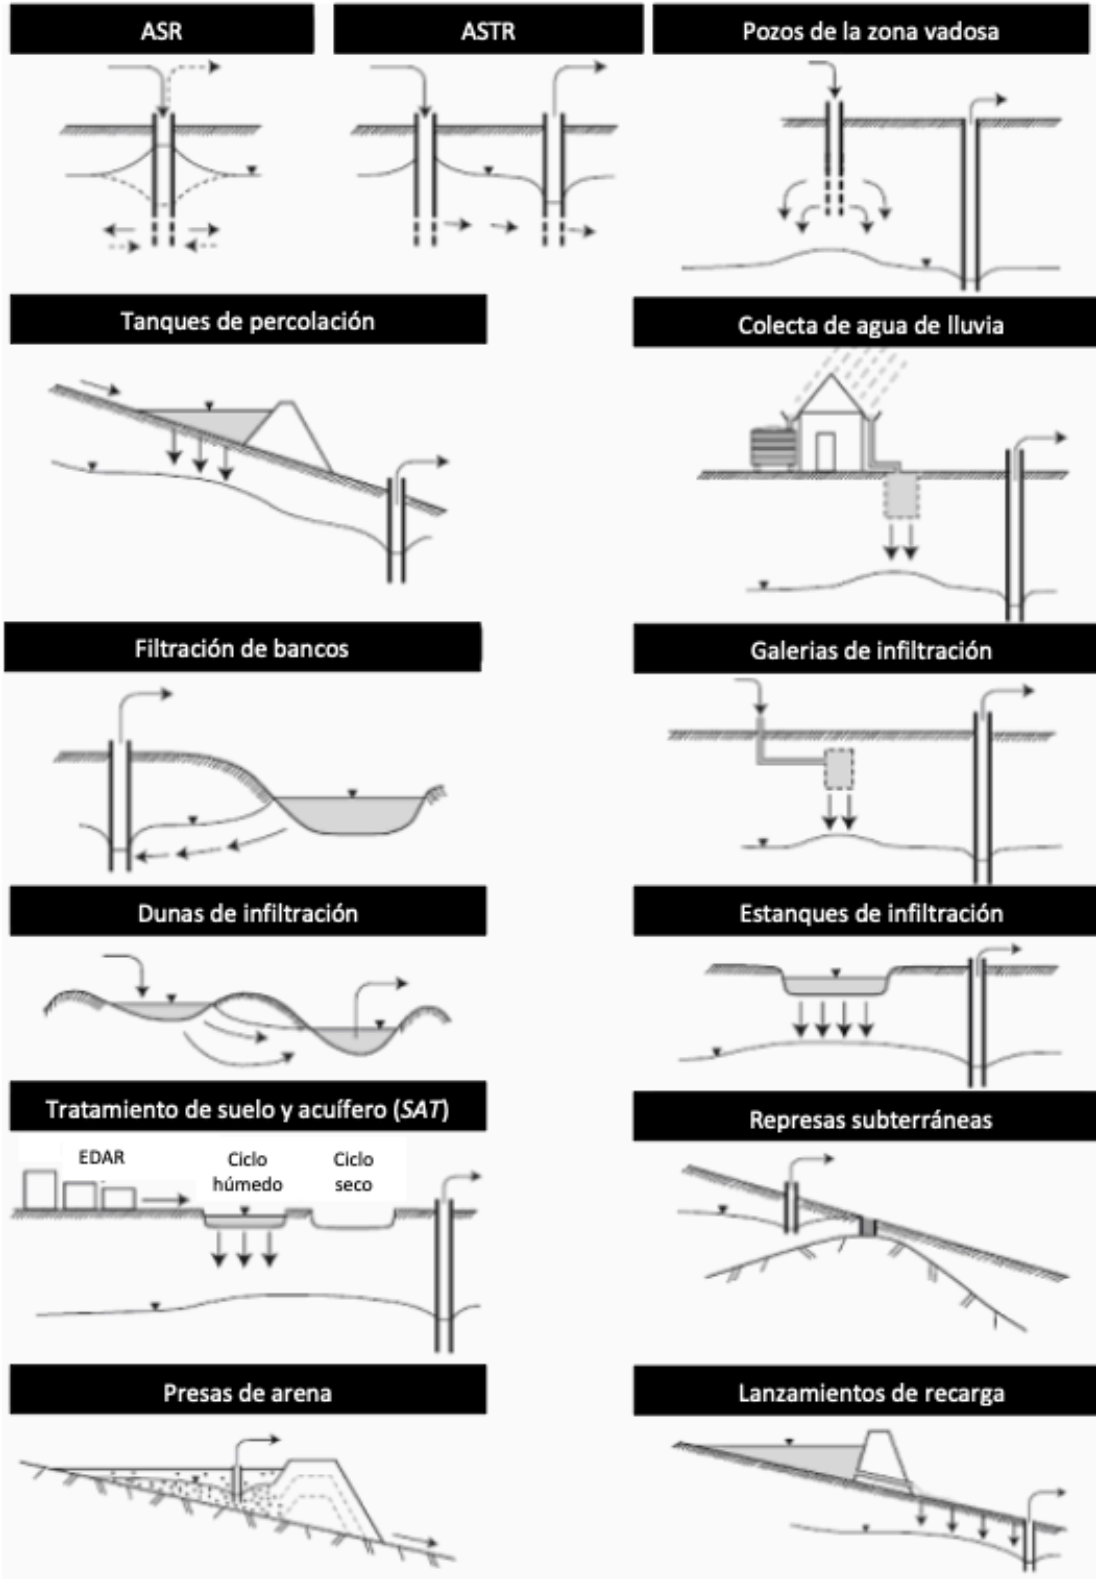 ASR
ASTR
Pozos de la zona vadosa
Tanques de percolación
Colecta de agua de lluvia
Filtración de bancos
Galerias de infiltración
Dunas de infiltración
Estanques de infiltración
Tratamiento de suelo y acuífero (SAT)
Represas subterráneas
EDAR
Ciclo
húmedo
Ciclo
seco
Presas de arena
Lanzamientos de recarga